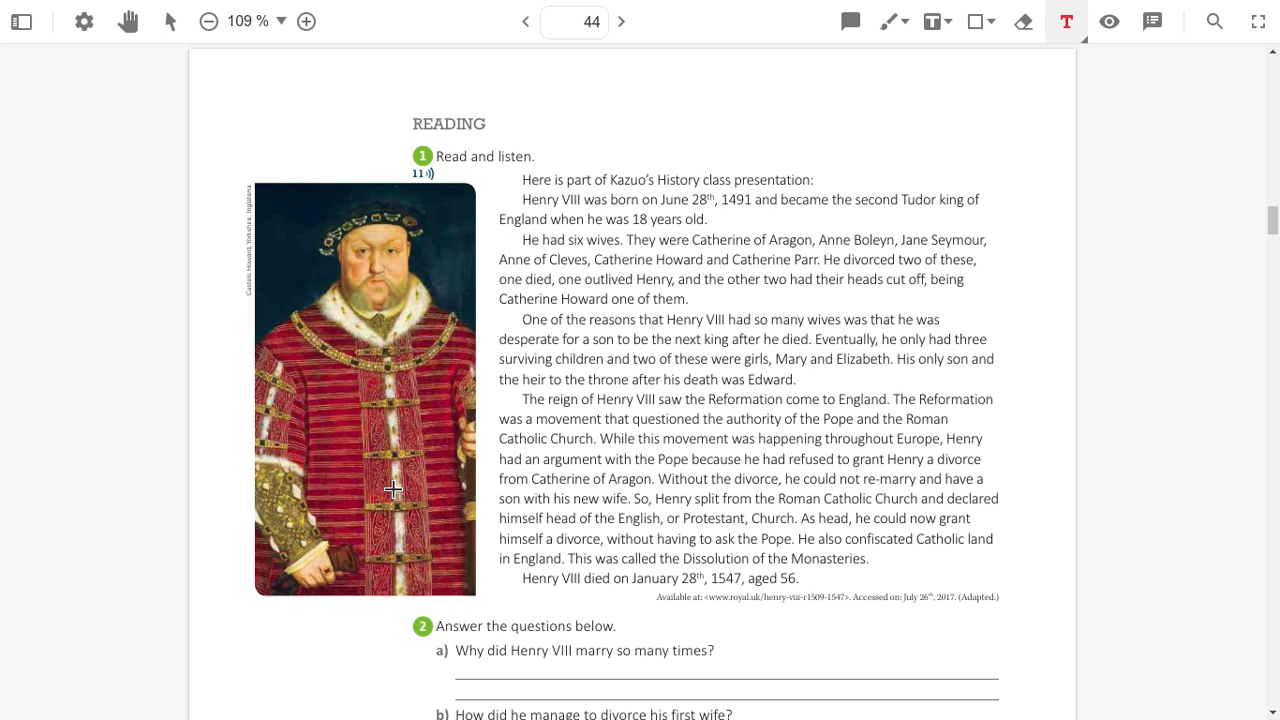 109 %
44
T
T
READING
1 Read and listen.
11
Castelo Howard, Yorkshire, Inglaterra.
Here is part of Kazuo's History class presentation:
Henry VIII was born on June 28th, 1491 and became the second Tudor king of
England when he was 18 years old.
He had six wives. They were Catherine of Aragon, Anne Boleyn, Jane Seymour,
Anne of Cleves, Catherine Howard and Catherine Parr. He divorced two of these,
one died, one outlived Henry, and the other two had their heads cut off, being
Catherine Howard one of them.
One of the reasons that Henry VIII had so many wives was that he was
desperate for a son to be the next king after he died. Eventually, he only had three
surviving children and two of these were girls, Mary and Elizabeth. His only son and
the heir to the throne after his death was Edward.
The reign of Henry VIII saw the Reformation come to England. The Reformation
was a movement that questioned the authority of the Pope and the Roman
Catholic Church. While this movement was happening throughout Europe, Henry
had an argument with the Pope because he had refused to grant Henry a divorce
from Catherine of Aragon. Without the divorce, he could not re-marry and have a
son with his new wife. So, Henry split from the Roman Catholic Church and declared
himself head of the English, or Protestant, Church. As head, he could now grant
himself a divorce, without having to ask the Pope. He also confiscated Catholic land
in England. This was called the Dissolution of the Monasteries.
Henry VIII died on January 28th, 1547, aged 56.
Available at: <www.royal.uk/henry-viii-r1509-1547>. Accessed on: July 26th, 2017. (Adapted.)
2 Answer the questions below.
a) Why did Henry VIII marry so many times?
b) How did he manage to divorce his first wife?